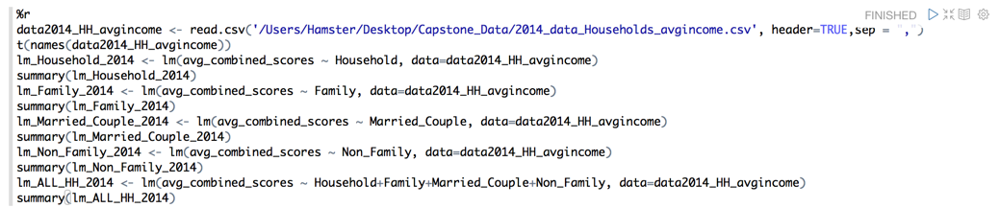 %r
FINISHED
data2014_HH_avgincome <- read.csv('/Users/Hamster/Desktop/Capstone_Data/2014_data_Households_avgincome.csv', header=TRUE,sep = ",")
t(names(data2014_HH_avgincome))
lm_Household_2014 <- lm(avg_combined_scores ~ Household, data=data2014_HH_avgincome)
summary(lm_Household_2014)
lm_Family_2014 <- lm(avg_combined_scores ~ Family, data=data2014_HH_avgincome)
summary(lm_Family_2014)
lm_Married_Couple_2014 <- lm(avg_combined_scores ~ Married_Couple, data=data2014_HH_avgincome)
summary(lm_Married_Couple_2014)
lm_Non_Family_2014 <- lm(avg_combined_scores ~ Non_Family, data=data2014_HH_avgincome)
summary(lm_Non_Family_2014)
lm_ALL_HH_2014 <- lm(avg_combined_scores ~ Household+Family+Married_Couple+Non_Family, data=data2014_HH_avgincome)
summary(lm_ALL_HH_2014)